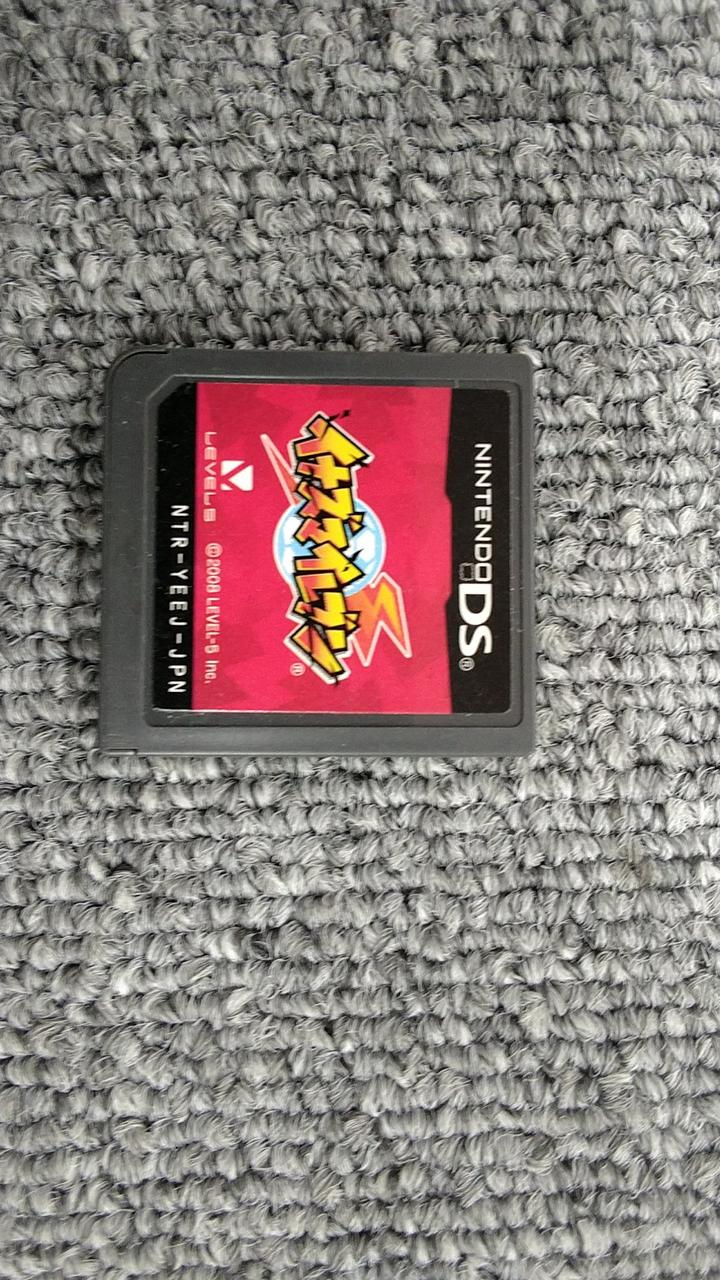 NINTENDO DS®
イナズマイレブン®
LEVEL5 ©2008 LEVEL-5 Inc.
NTR-YEEJ-JPN